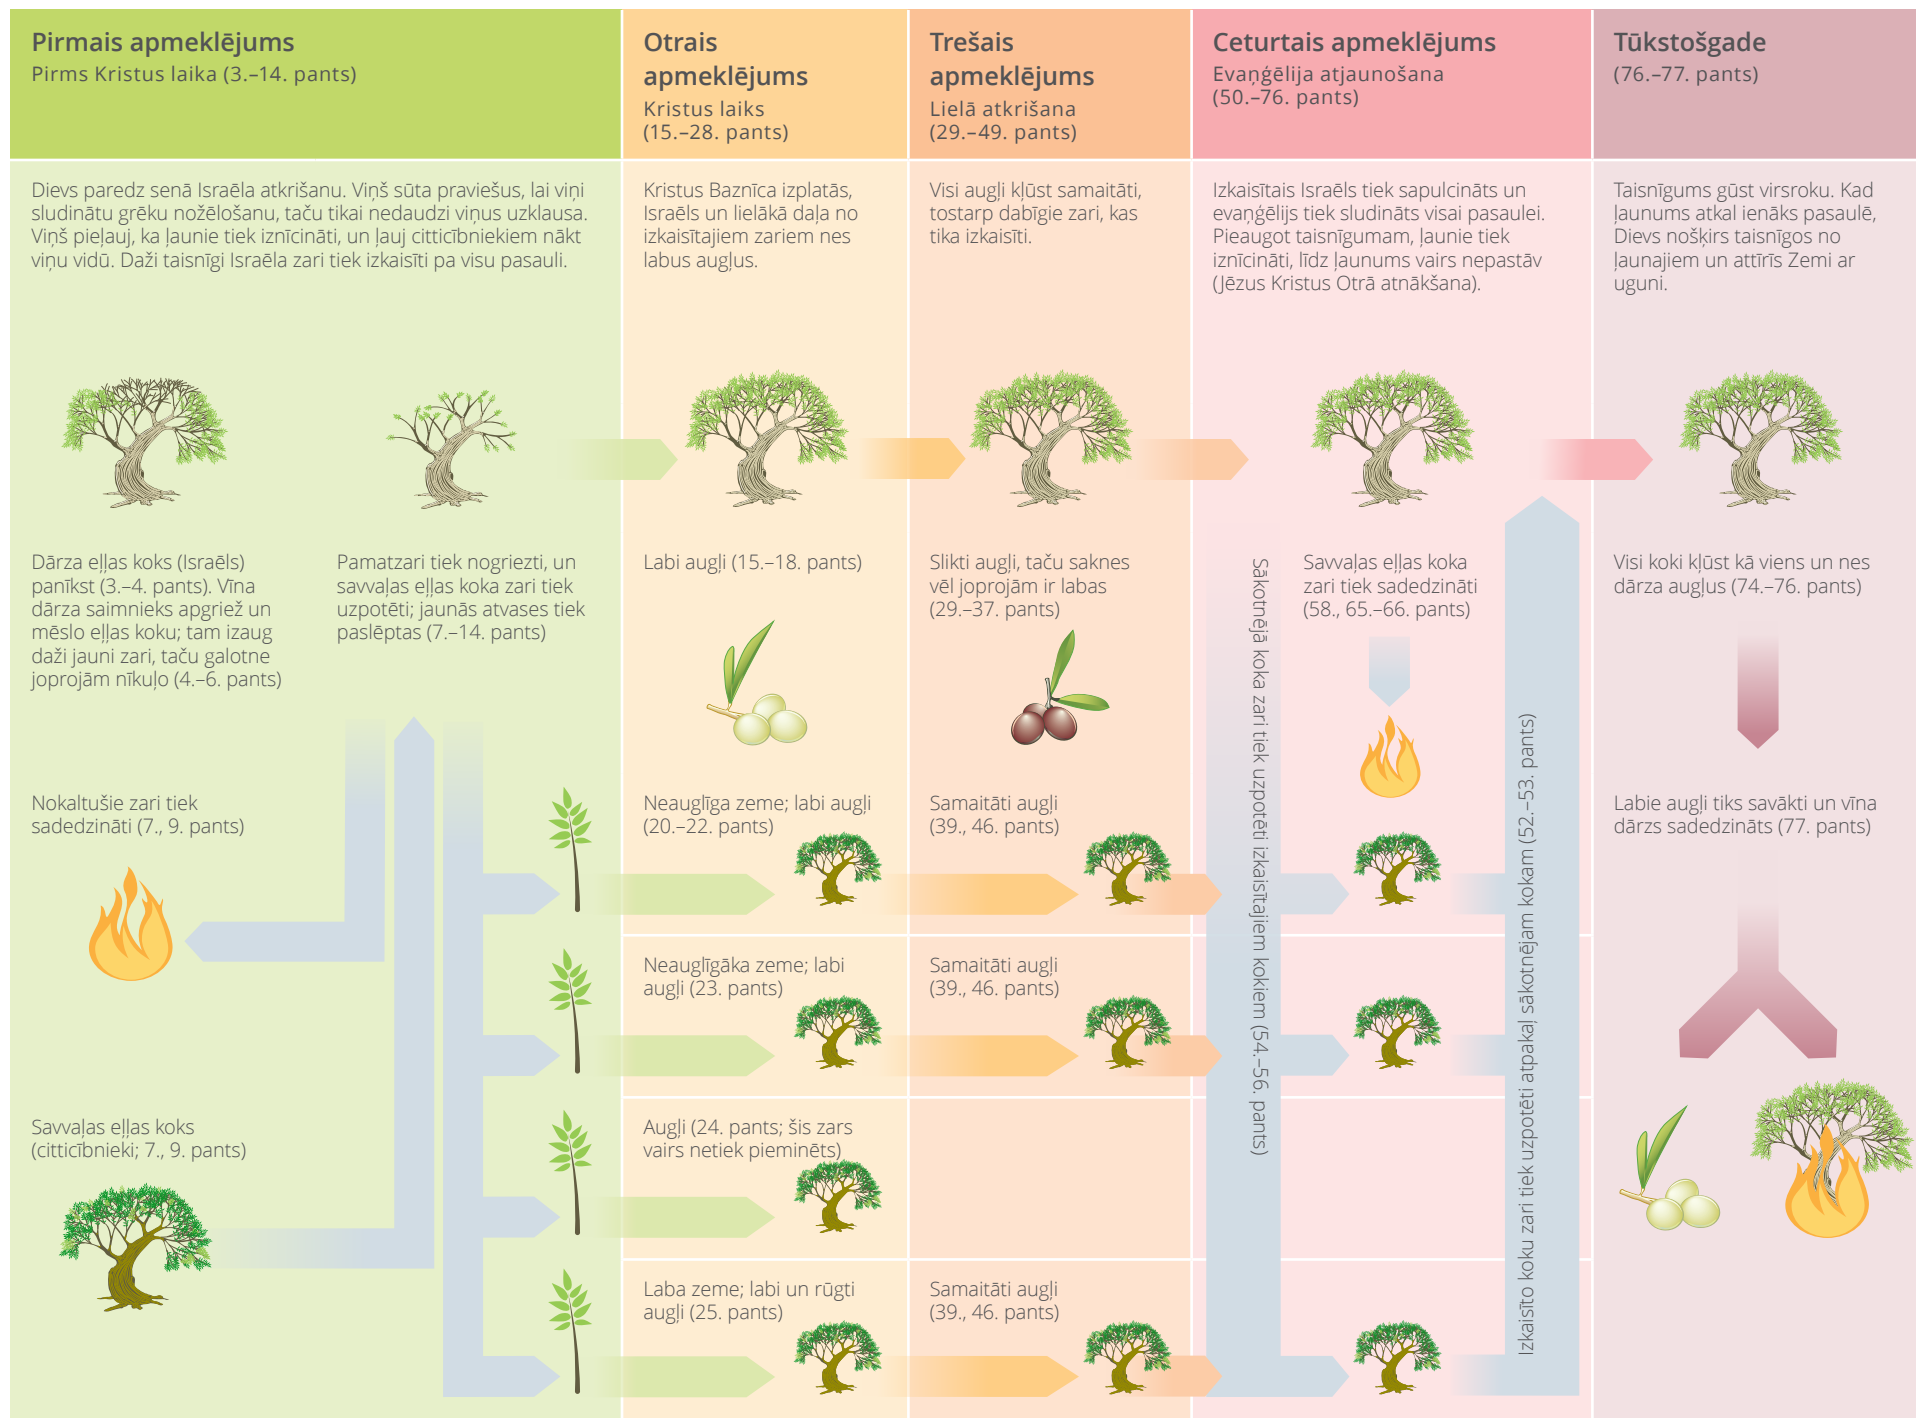 Pirmais apmeklējums
Pirms Kristus laika (3.–14. pants)
Otrais
apmeklējums
Kristus laiks
(15.–28. pants)
Trešais
apmeklējums
Lielā atkrišana
(29.–49. pants)
Ceturtais apmeklējums
Evaņģēlija atjaunošana
(50.–76. pants)
Tūkstošgade
(76.–77. pants)
Dievs paredz senā Israēla atkrišanu. Viņš sūta praviešus, lai viņi
sludinātu grēku nožēlošanu, taču tikai nedaudzi viņus uzklausa.
Viņš pieļauj, ka ļaunie tiek iznīcināti, un ļauj citticībniekiem nākt
viņu vidū. Daži taisnīgi Israēla zari tiek izkaisīti pa visu pasauli.
Kristus Baznīca izplatās,
Israēls un lielākā daļa no
izkaisītajiem zariem nes
labus augļus.
Visi augļi kļūst samaitāti,
tostarp dabīgie zari, kas
tika izkaisīti.
Izkaisītais Israēls tiek sapulcināts un
evaņģēlijs tiek sludināts visai pasaulei.
Pieaugot taisnīgumam, ļaunie tiek
iznīcināti, līdz ļaunums vairs nepastāv
(Jēzus Kristus Otrā atnākšana).
Taisnīgums gūst virsroku. Kad
ļaunums atkal ienāks pasaulē,
Dievs nošķirs taisnīgos no
ļaunajiem un attīrīs Zemi ar
uguni.
Dārza eļļas koks (Israēls)
panīkst (3.–4. pants). Vīna
dārza saimnieks apgriež un
mēslo eļļas koku; tam izaug
daži jauni zari, taču galotne
joprojām nīkuļo (4.–6. pants)
Pamatzari tiek nogriezti, un
savvaļas eļļas koka zari tiek
uzpotēti; jaunās atvases tiek
paslēptas (7.–14. pants)
Labi augļi (15.–18. pants)
Slikti augļi, taču saknes
vēl joprojām ir labas
(29.–37. pants)
Sākotnējā koka zari tiek uzpotēti izkaisītajiem kokiem (54.–56. pants)
Savvaļas eļļas koka
zari tiek sadedzināti
(58., 65.–66. pants)
Izkaisīto koku zari tiek uzpotēti atpakaļ sākotnējam kokam (52.–53. pants)
Visi koki kļūst kā viens un nes
dārza augļus (74.–76. pants)
Nokaltušie zari tiek
sadedzināti (7., 9. pants)
Neauglīga zeme; labi augļi
(20.–22. pants)
Samaitāti augļi
(39., 46. pants)
Labie augļi tiks savākti un vīna
dārzs sadedzināts (77. pants)
Neauglīgāka zeme; labi
augļi (23. pants)
Samaitāti augļi
(39., 46. pants)
Savvaļas eļļas koks
(citticībnieki; 7., 9. pants)
Augļi (24. pants; šis zars
vairs netiek pieminēts)
Laba zeme; labi un rūgti
augļi (25. pants)
Samaitāti augļi
(39., 46. pants)